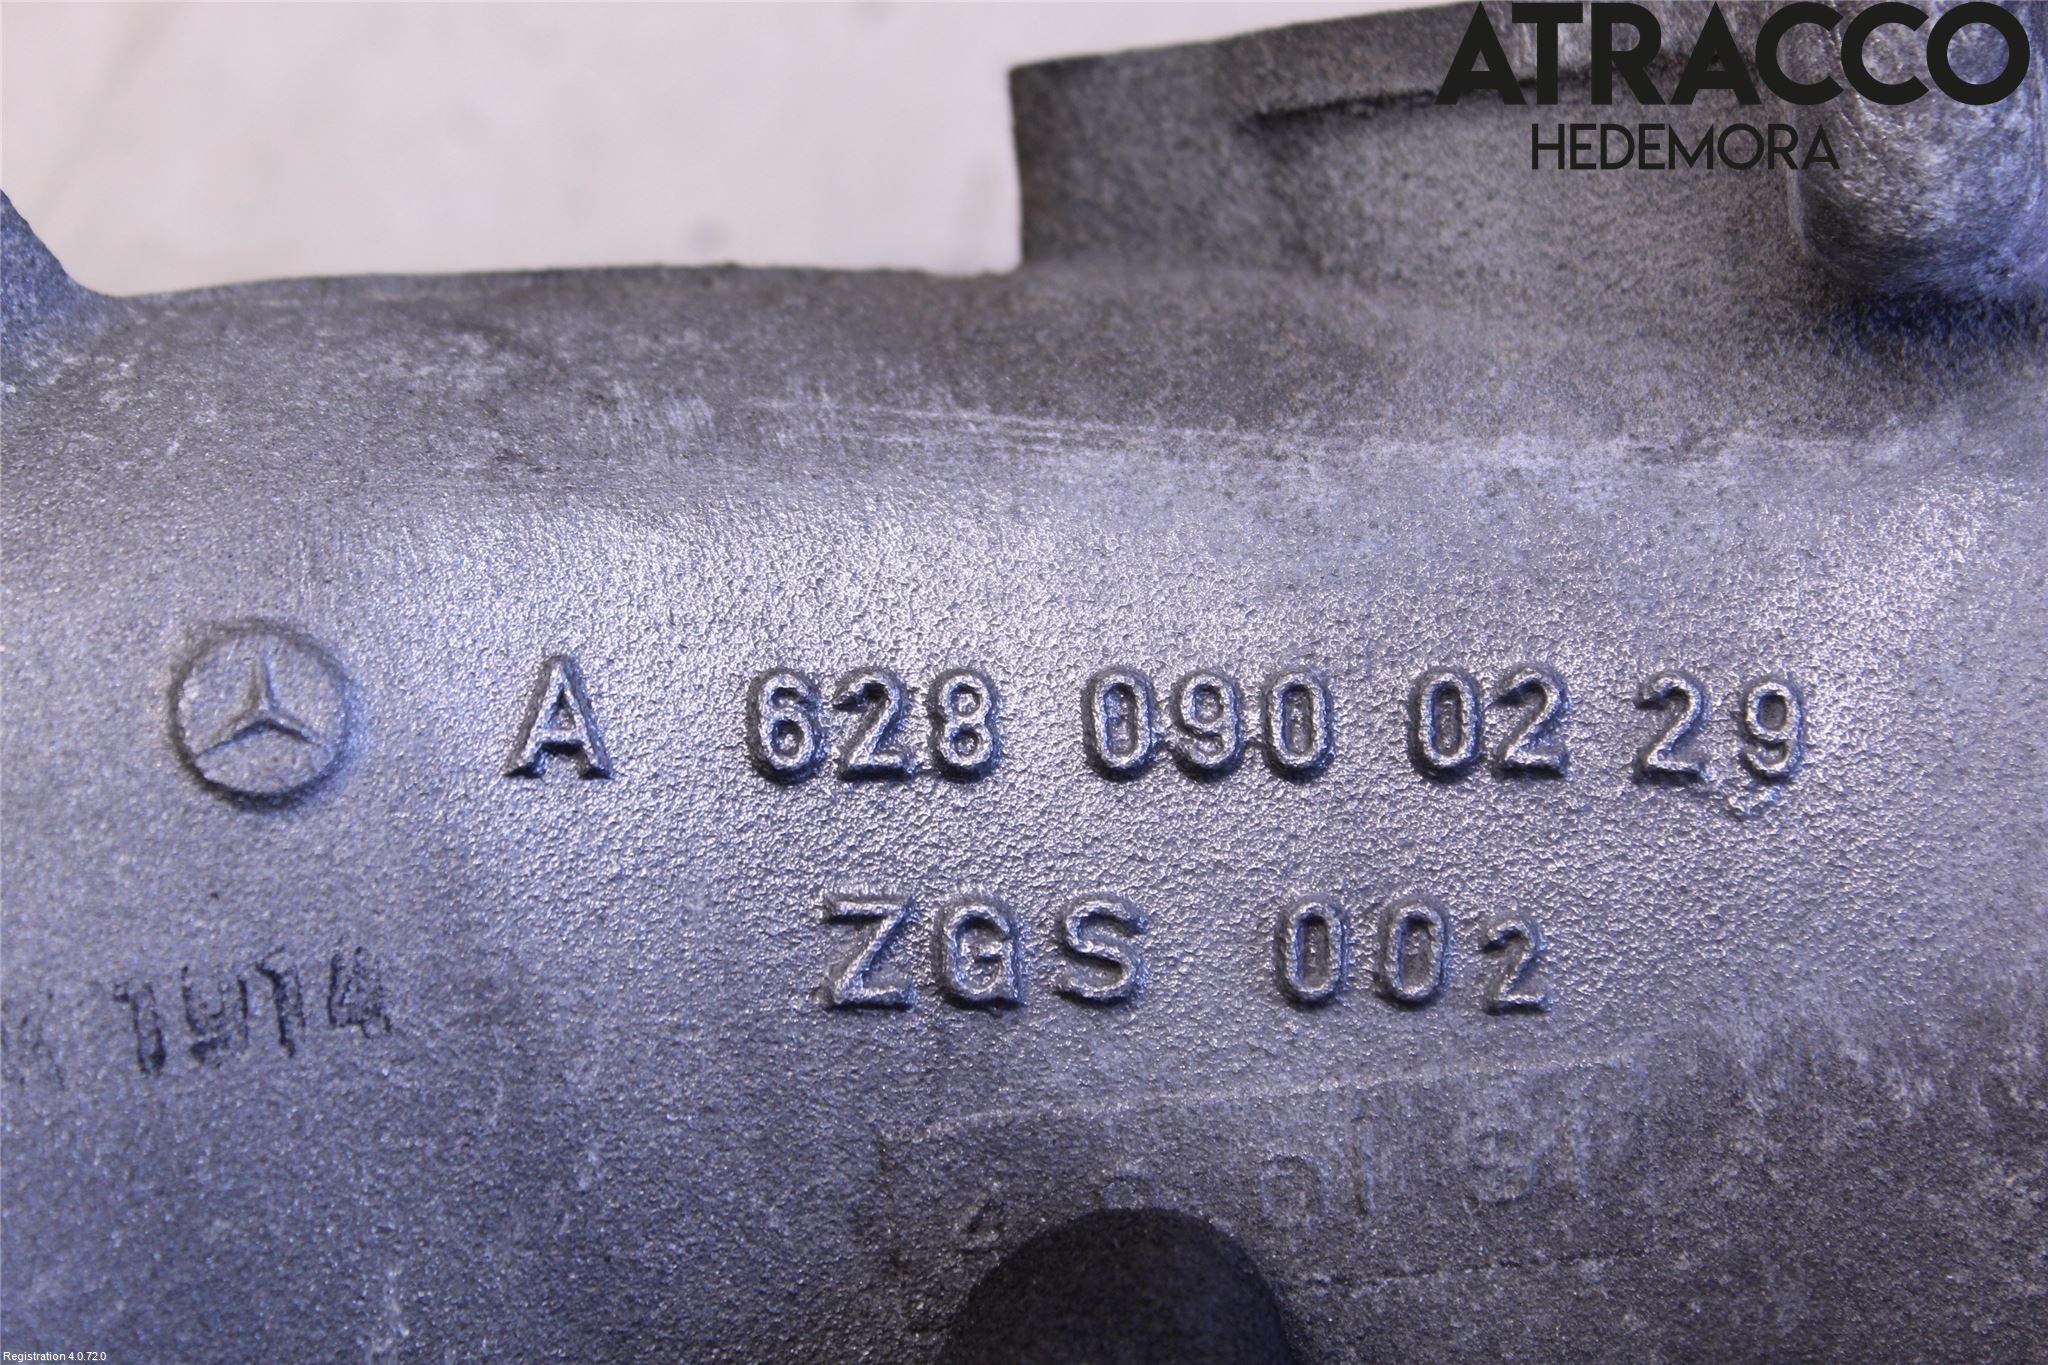 ATRACCO
HEDEMORA
A 628 090 02 29
ZGS 002
Registration 4.0.72.0